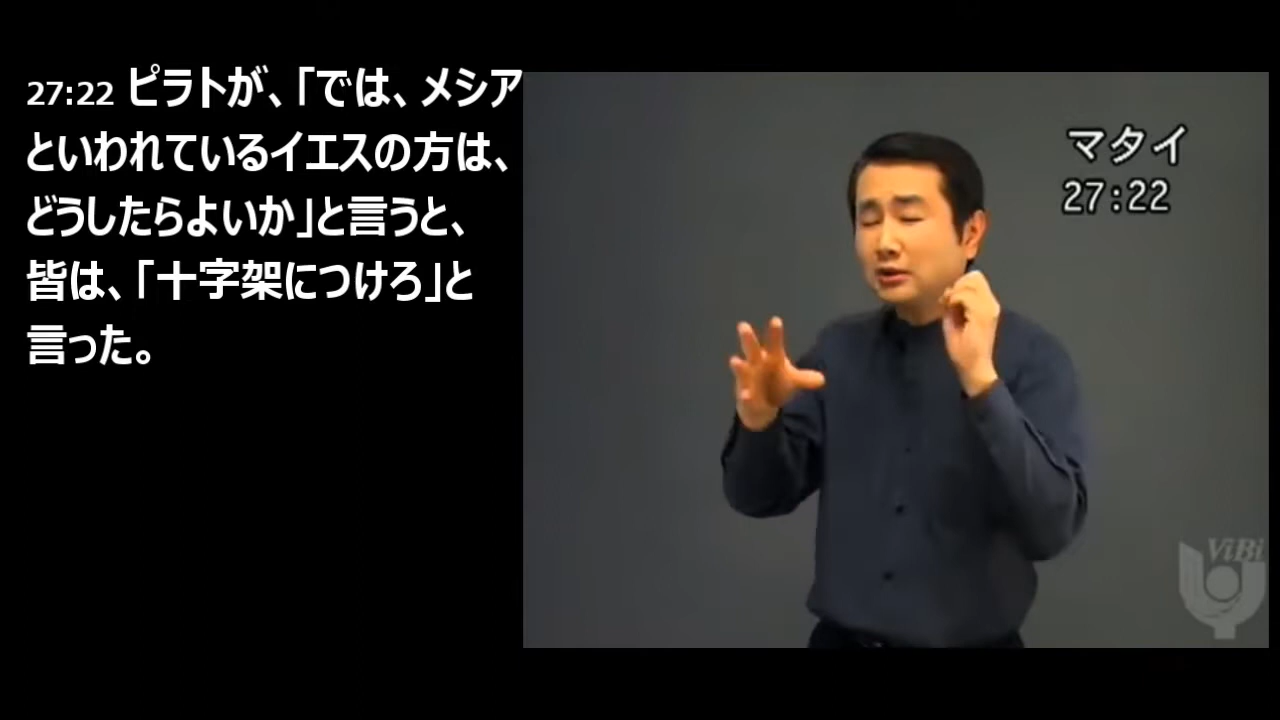 27:22 ピラトが、「では、メシア
といわれているイエスの方は、
どうしたらよいか」と言うと、
皆は、「十字架につけろ」と
言った。
マタイ
27:22
ViBi